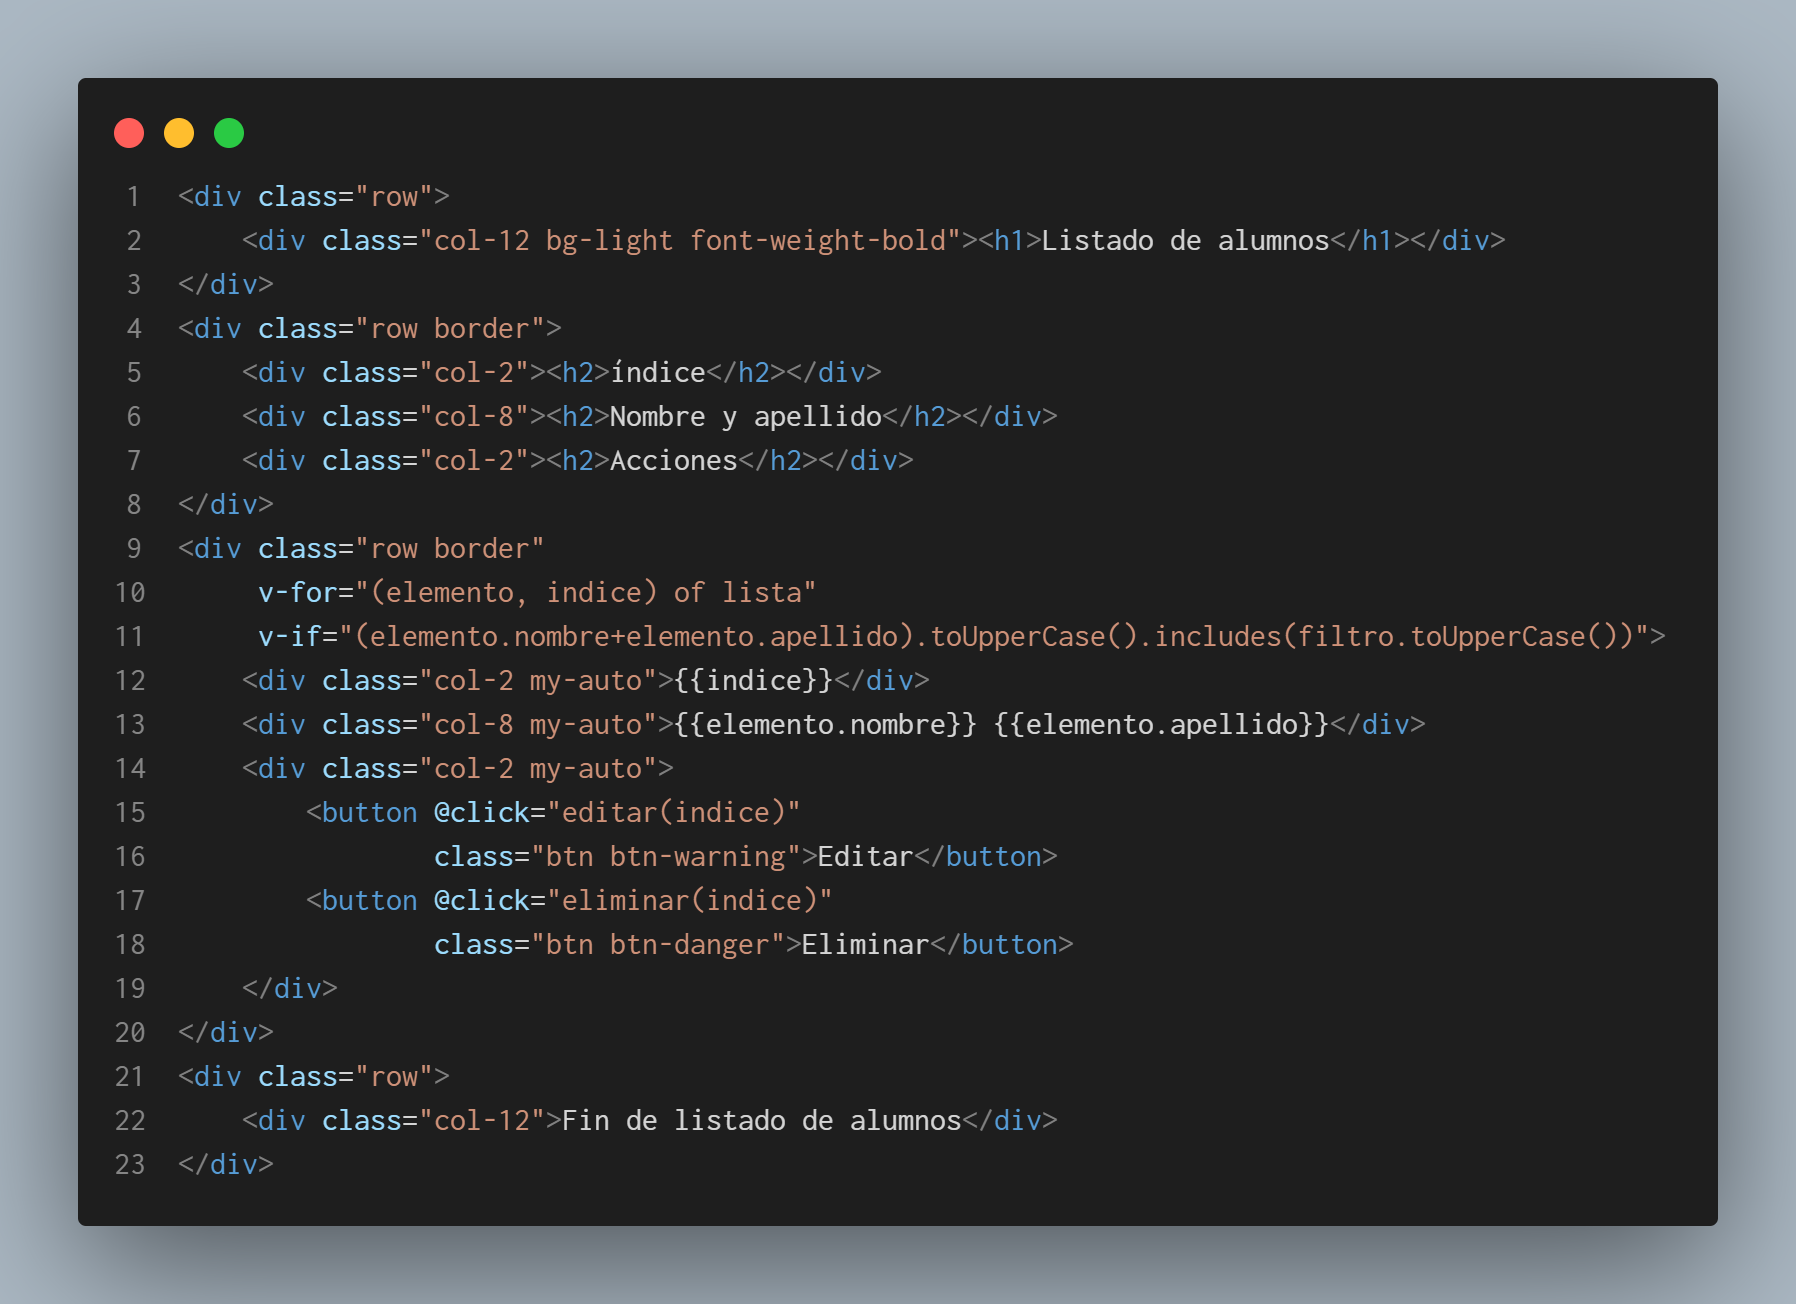 1 <div class="row">
2     <div class="col-12 bg-light font-weight-bold"><h1>Listado de alumnos</h1></div>
3 </div>
4 <div class="row border">
5     <div class="col-2"><h2>índice</h2></div>
6     <div class="col-8"><h2>Nombre y apellido</h2></div>
7     <div class="col-2"><h2>Acciones</h2></div>
8 </div>
9 <div class="row border"
10      v-for="(elemento, indice) of lista"
11      v-if="(elemento.nombre+elemento.apellido).toUpperCase().includes(filtro.toUpperCase())">
12     <div class="col-2 my-auto">{{indice}}</div>
13     <div class="col-8 my-auto">{{elemento.nombre}} {{elemento.apellido}}</div>
14     <div class="col-2 my-auto">
15         <button @click="editar(indice)"
16                 class="btn btn-warning">Editar</button>
17         <button @click="eliminar(indice)"
18                 class="btn btn-danger">Eliminar</button>
19     </div>
20 </div>
21 <div class="row">
22     <div class="col-12">Fin de listado de alumnos</div>
23 </div>